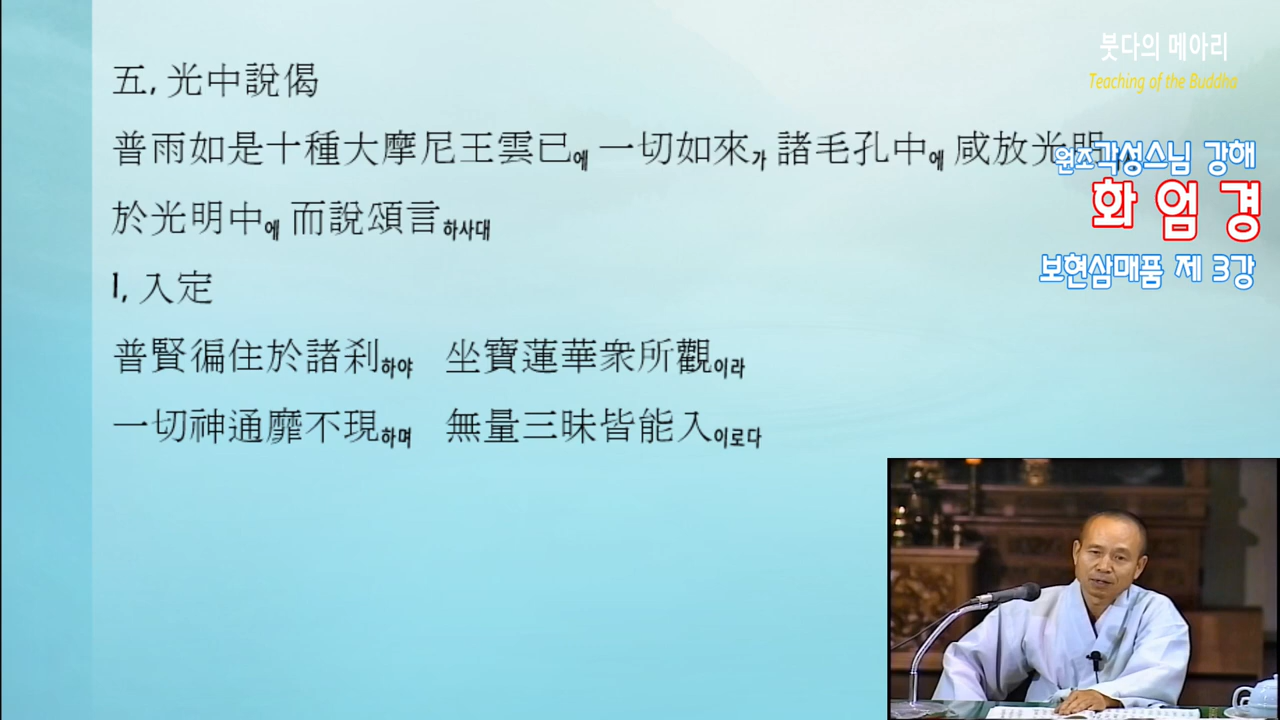 五, 光中說偈
普雨如是十種大摩尼王雲已에 一切如來가 諸毛孔中에 咸放光明
於光明中에 而說頌言하사대
1, 入定
普賢徧住於諸刹하야 坐寶蓮華衆所觀이라
一切神通靡不現하며 無量三昧皆能入이로다
붓다의 메아리
Teaching of the Buddha
원조각성스님 강해
화엄경
보현삼매품 제 3강